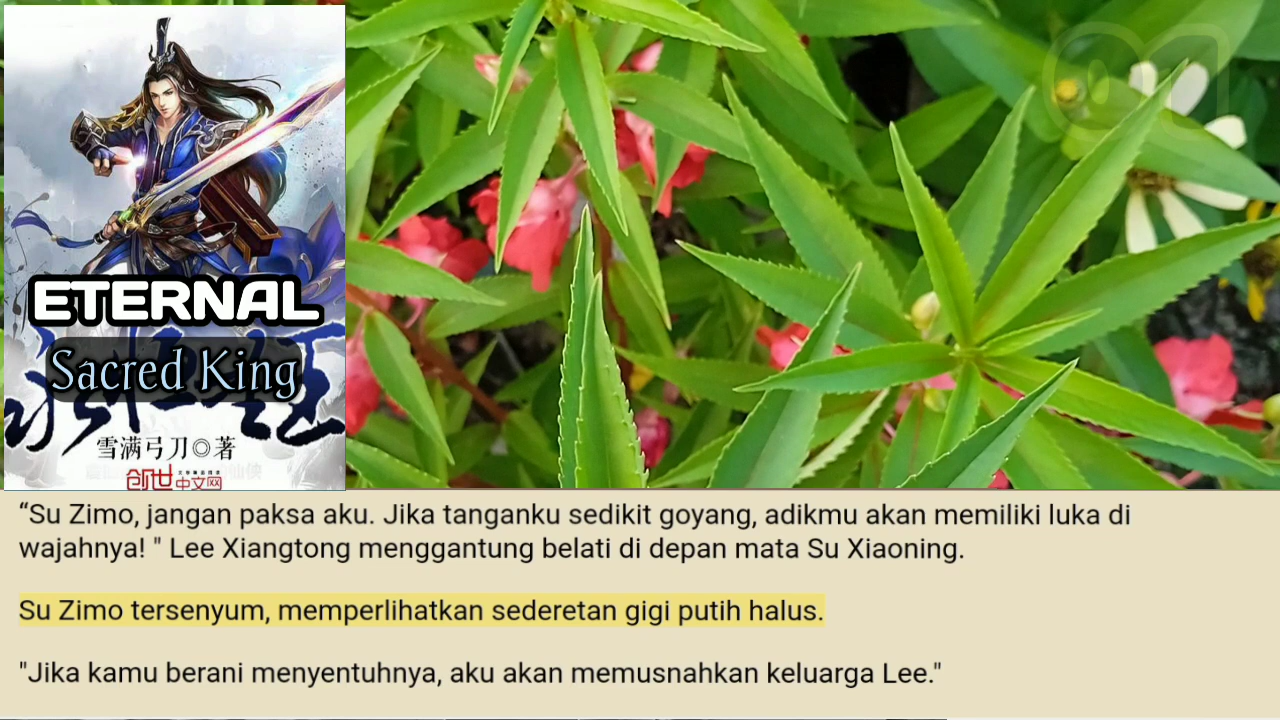 ETERNAL
Sacred King
雪满弓刀◎著
创世中文网
“Su Zimo, jangan paksa aku. Jika tanganku sedikit goyang, adikmu akan memiliki luka di
wajahnya! " Lee Xiangtong menggantung belati di depan mata Su Xiaoning.
Su Zimo tersenyum, memperlihatkan sederetan gigi putih halus.
"Jika kamu berani menyentuhnya, aku akan memusnahkan keluarga Lee."